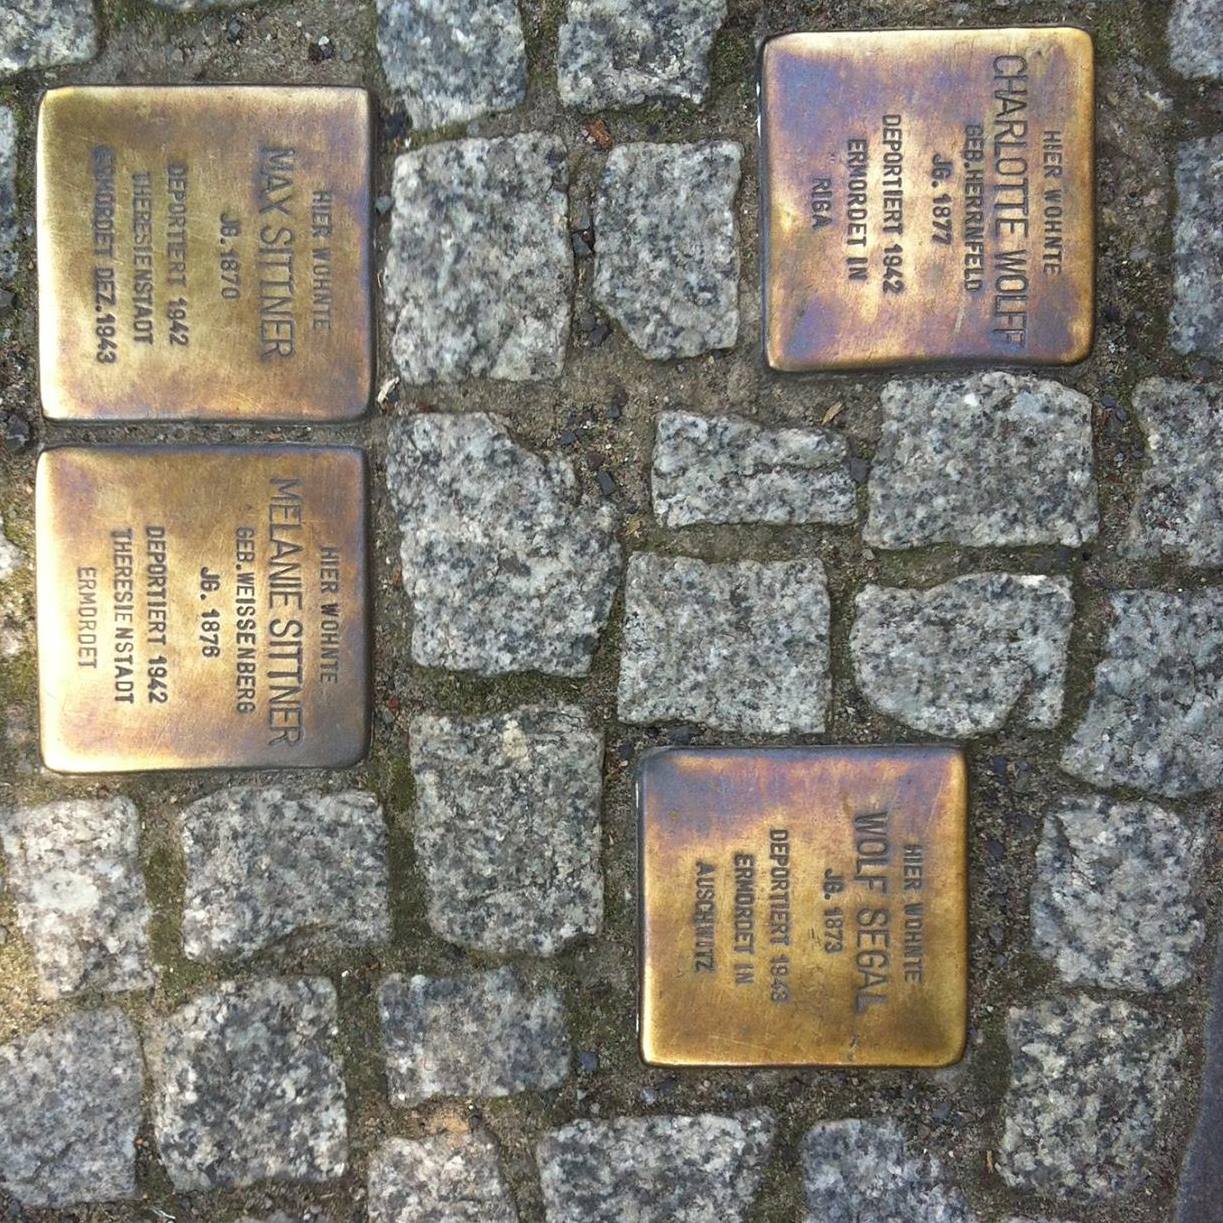 HIER WOHNTE
MAX SITTNER
JG. 1870
DEPORTIERT 1942
THERESIENSTADT
ERMORDET DEZ. 1943
HIER WOHNTE
MELANIE SITTNER
GEB. WEISSENBERG
JG. 1876
DEPORTIERT 1942
THERESIENSTADT
ERMORDET
HIER WOHNTE
CHARLOTTE WOLFF
GEB. HERRNFELD
JG. 1877
DEPORTIERT 1942
ERMORDET IN
RIGA
HIER WOHNTE
WOLF SEGAL
JG. 1873
DEPORTIERT 1943
ERMORDET IN
AUSCHWITZ